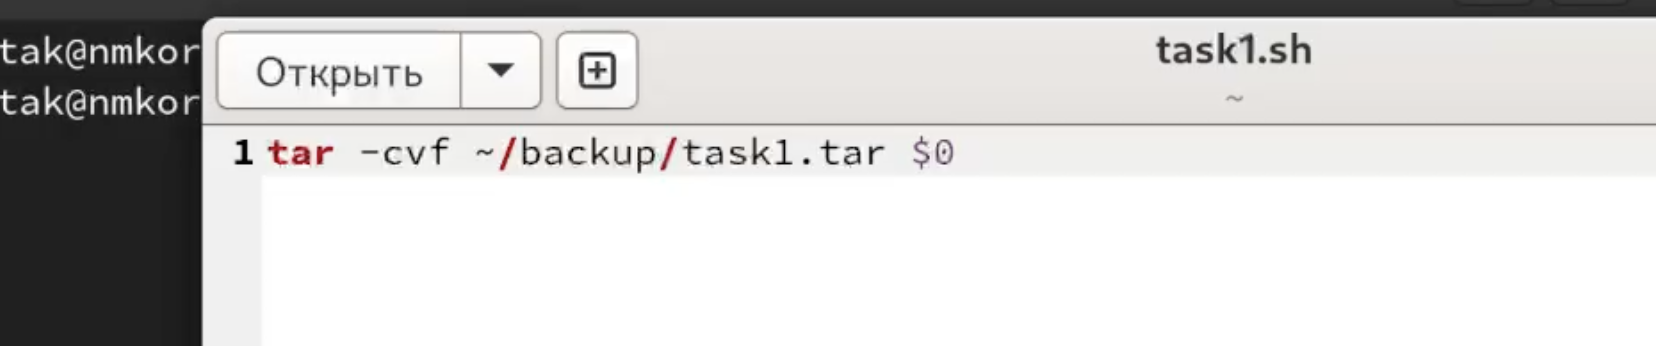 tak@nmkor
tak@nmkor
Открыть
task1.sh
~
1 tar -cvf ~/backup/task1.tar $0